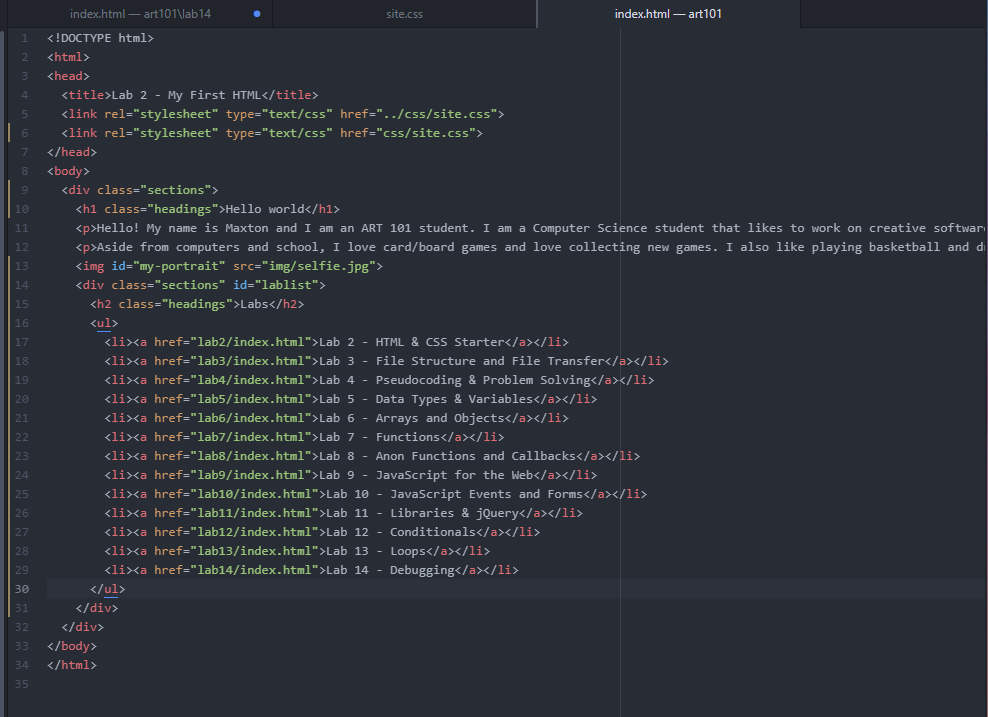 index.html — art101\lab14
site.css
index.html — art101
1 <!DOCTYPE html>
2 <html>
3 <head>
4 <title>Lab 2 - My First HTML</title>
5 <link rel="stylesheet" type="text/css" href="../css/site.css">
6 <link rel="stylesheet" type="text/css" href="css/site.css">
7 </head>
8 <body>
9 <div class="sections">
10 <h1 class="headings">Hello world</h1>
11 <p>Hello! My name is Maxton and I am an ART 101 student. I am a Computer Science student that likes to work on creative software
12 <p>Aside from computers and school, I love card/board games and love collecting new games. I also like playing basketball and
13 <img id="my-portrait" src="img/selfie.jpg">
14 <div class="sections" id="lablist">
15 <h2 class="headings">Labs</h2>
16 <ul>
17 <li><a href="lab2/index.html">Lab 2 - HTML & CSS Starter</a></li>
18 <li><a href="lab3/index.html">Lab 3 - File Structure and File Transfer</a></li>
19 <li><a href="lab4/index.html">Lab 4 - Pseudocoding & Problem Solving</a></li>
20 <li><a href="lab5/index.html">Lab 5 - Data Types & Variables</a></li>
21 <li><a href="lab6/index.html">Lab 6 - Arrays and Objects</a></li>
22 <li><a href="lab7/index.html">Lab 7 - Functions</a></li>
23 <li><a href="lab8/index.html">Lab 8 - Anon Functions and Callbacks</a></li>
24 <li><a href="lab9/index.html">Lab 9 - JavaScript for the Web</a></li>
25 <li><a href="lab10/index.html">Lab 10 - JavaScript Events and Forms</a></li>
26 <li><a href="lab11/index.html">Lab 11 - Libraries & jQuery</a></li>
27 <li><a href="lab12/index.html">Lab 12 - Conditionals</a></li>
28 <li><a href="lab13/index.html">Lab 13 - Loops</a></li>
29 <li><a href="lab14/index.html">Lab 14 - Debugging</a></li>
30 </ul>
31 </div>
32 </div>
33 </body>
34 </html>
35